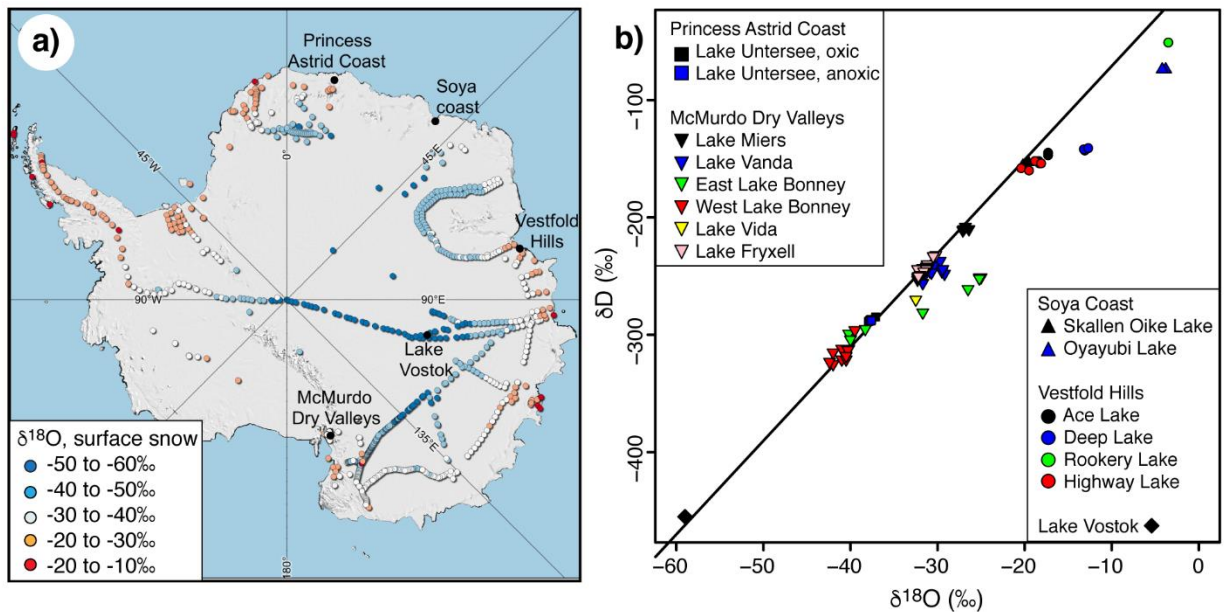 a)
Princess
Astrid Coast
Soya
coast
45°W
0°
45°E
Vestfold
Hills
90°W
90°E
Lake
Vostok
McMurdo
Dry Valleys
135°E
180°
δ18O, surface snow
-50 to -60‰
-40 to -50‰
-30 to -40‰
-20 to -30‰
-20 to -10‰
b)
Princess Astrid Coast
Lake Untersee, oxic
Lake Untersee, anoxic
McMurdo Dry Valleys
Lake Miers
Lake Vanda
East Lake Bonney
West Lake Bonney
Lake Vida
Lake Fryxell
Soya Coast
Skallen Oike Lake
Oyayubi Lake
Vestfold Hills
Ace Lake
Deep Lake
Rookery Lake
Highway Lake
Lake Vostok
δD (‰)
−100
−200
−300
−400
−60 −50 −40 −30 −20 −10 0
δ18O (‰)